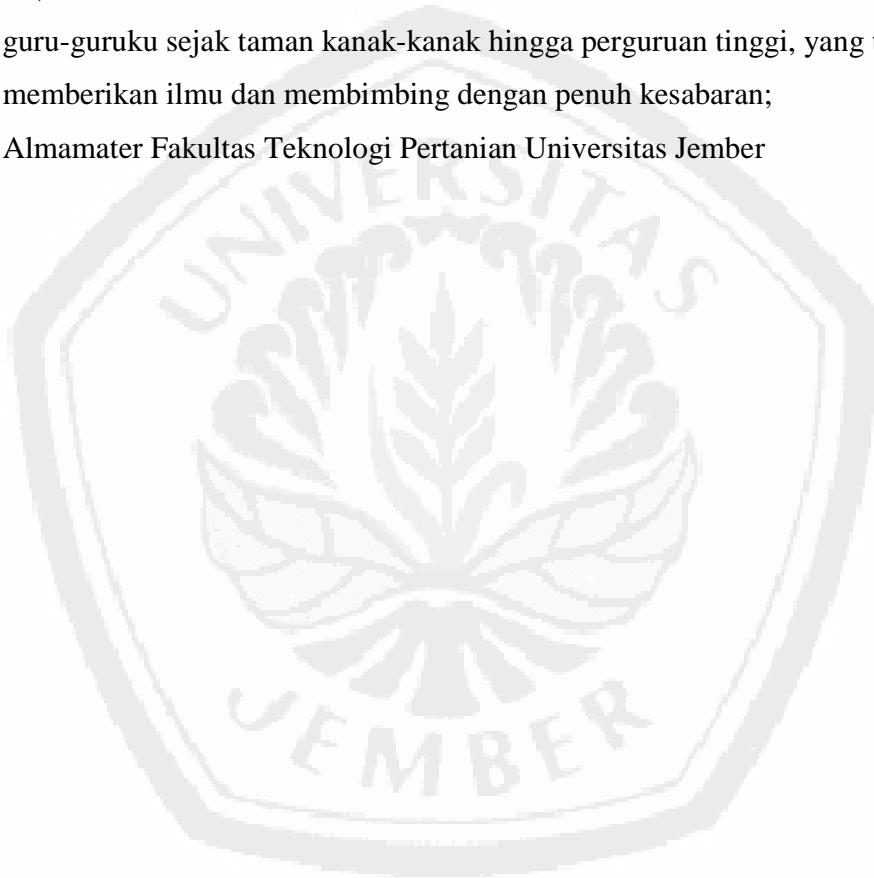 guru-guruku sejak taman kanak-kanak hingga perguruan tinggi, yang
memberikan ilmu dan membimbing dengan penuh kesabaran;
Almamater Fakultas Teknologi Pertanian Universitas Jember
UNIVERSITAS
JEMBER